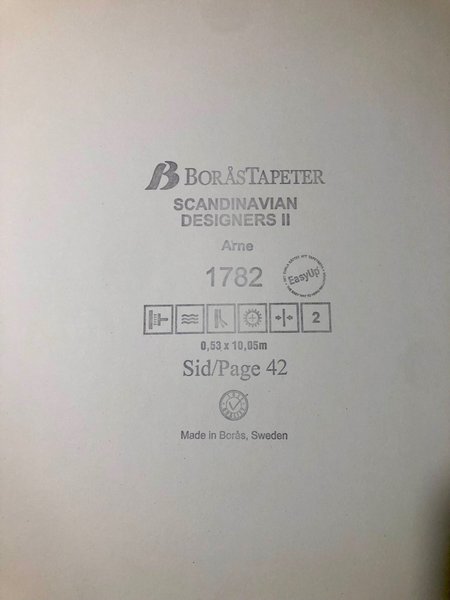 BORÅSTAPETER
SCANDINAVIAN
DESIGNERS II
Arne
1782
EasyUp
2
0,53 x 10,05m
Sid/Page 42
Made in Borås, Sweden